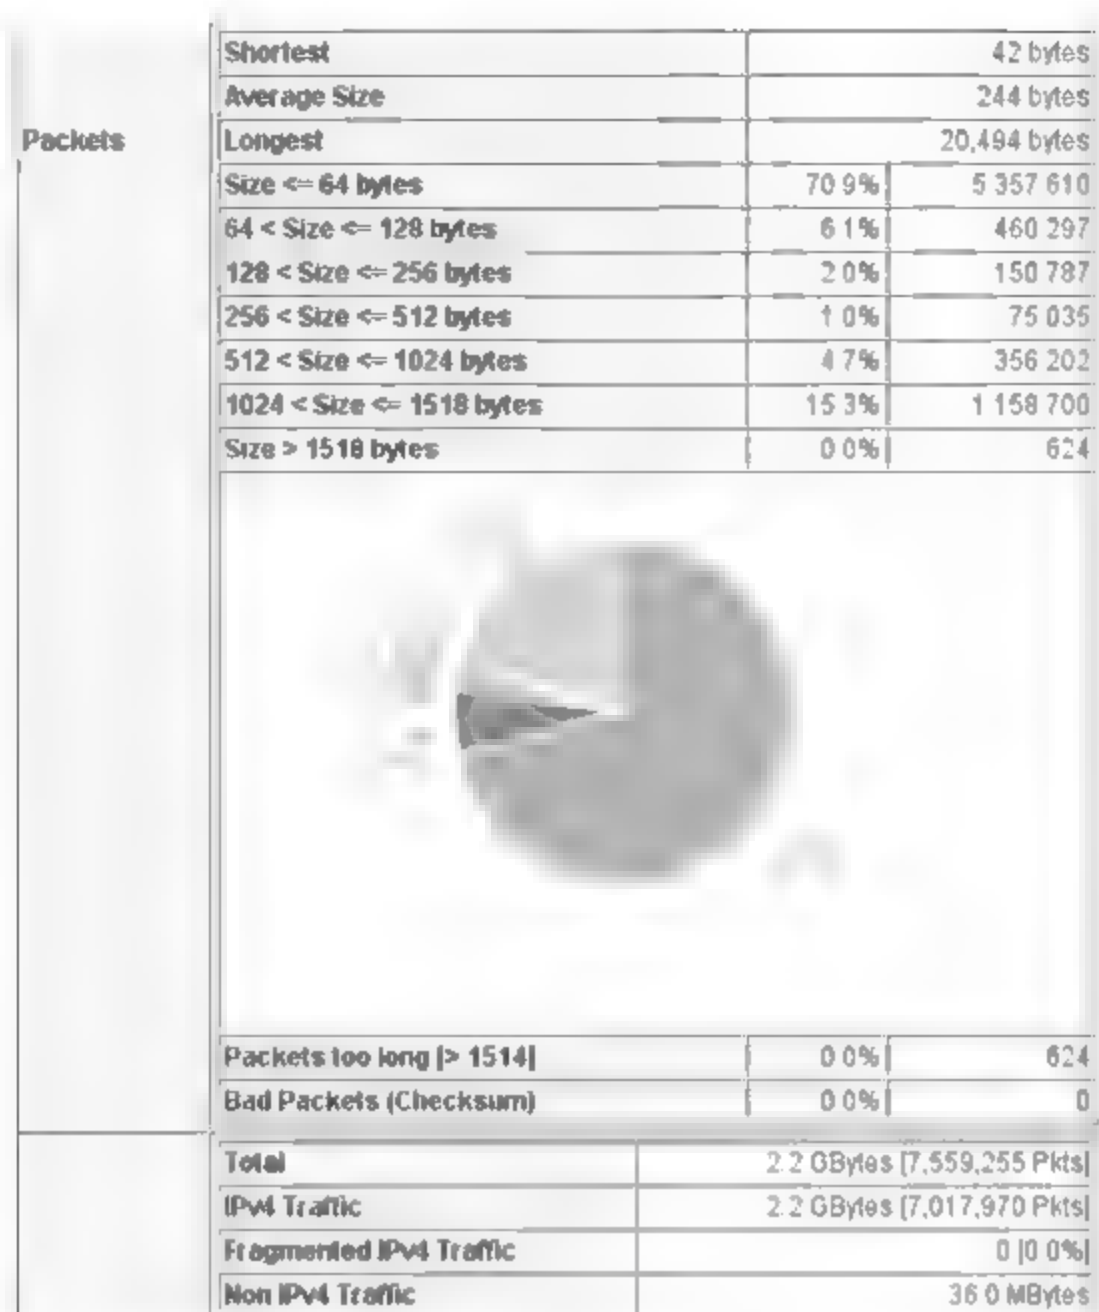 Shortest 42 bytes
Average Size 244 bytes
Packets Longest 20,494 bytes
Size <= 64 bytes 70.9% 5,357,610
64 < Size <= 128 bytes 6.1% 460,297
128 < Size <= 256 bytes 2.0% 150,787
256 < Size <= 512 bytes 1.0% 75,035
512 < Size <= 1024 bytes 4.7% 356,202
1024 < Size <= 1518 bytes 15.3% 1,158,700
Size > 1518 bytes 0.0% 624
Packets too long [> 1514] 0.0% 624
Bad Packets (Checksum) 0.0% 0
Total 2.2 GBytes [7,559,255 Pkts]
IPv4 Traffic 2.2 GBytes [7,017,970 Pkts]
Fragmented IPv4 Traffic 0 [0.0%]
Non IPv4 Traffic 36.0 MBytes